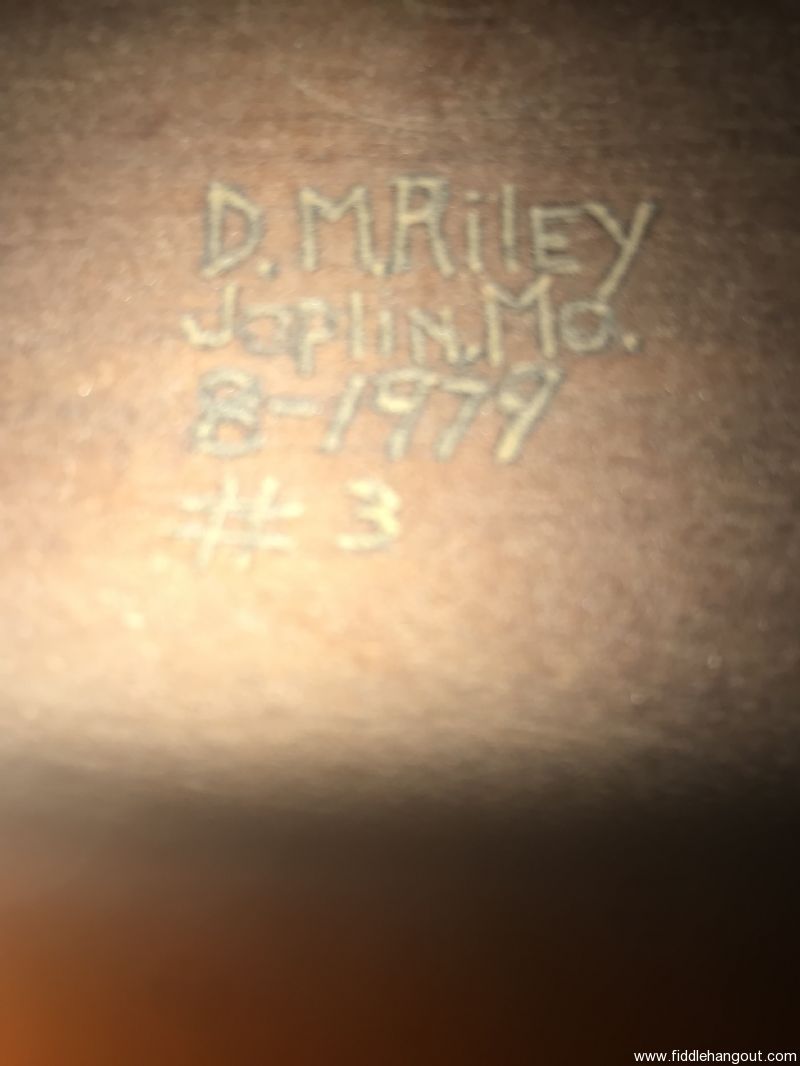 D.M.Riley
Joplin, Mo.
8-1979
# 3
www.fiddlehangout.com